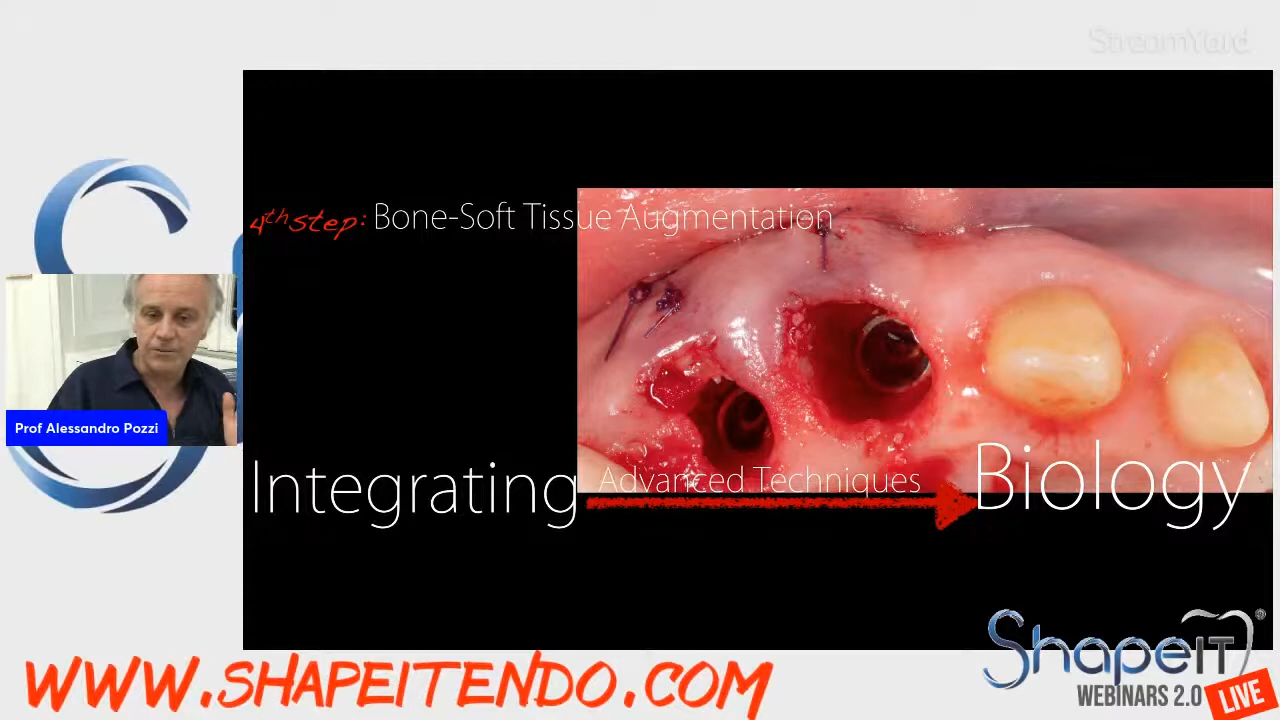 StreamYard
4th step: Bone-Soft Tissue Augmentation
Prof Alessandro Pozzi
Integrating Advanced Techniques Biology
ShapeIT®
WEBINARS 2.0 LIVE
WWW.SHAPEITENDO.COM